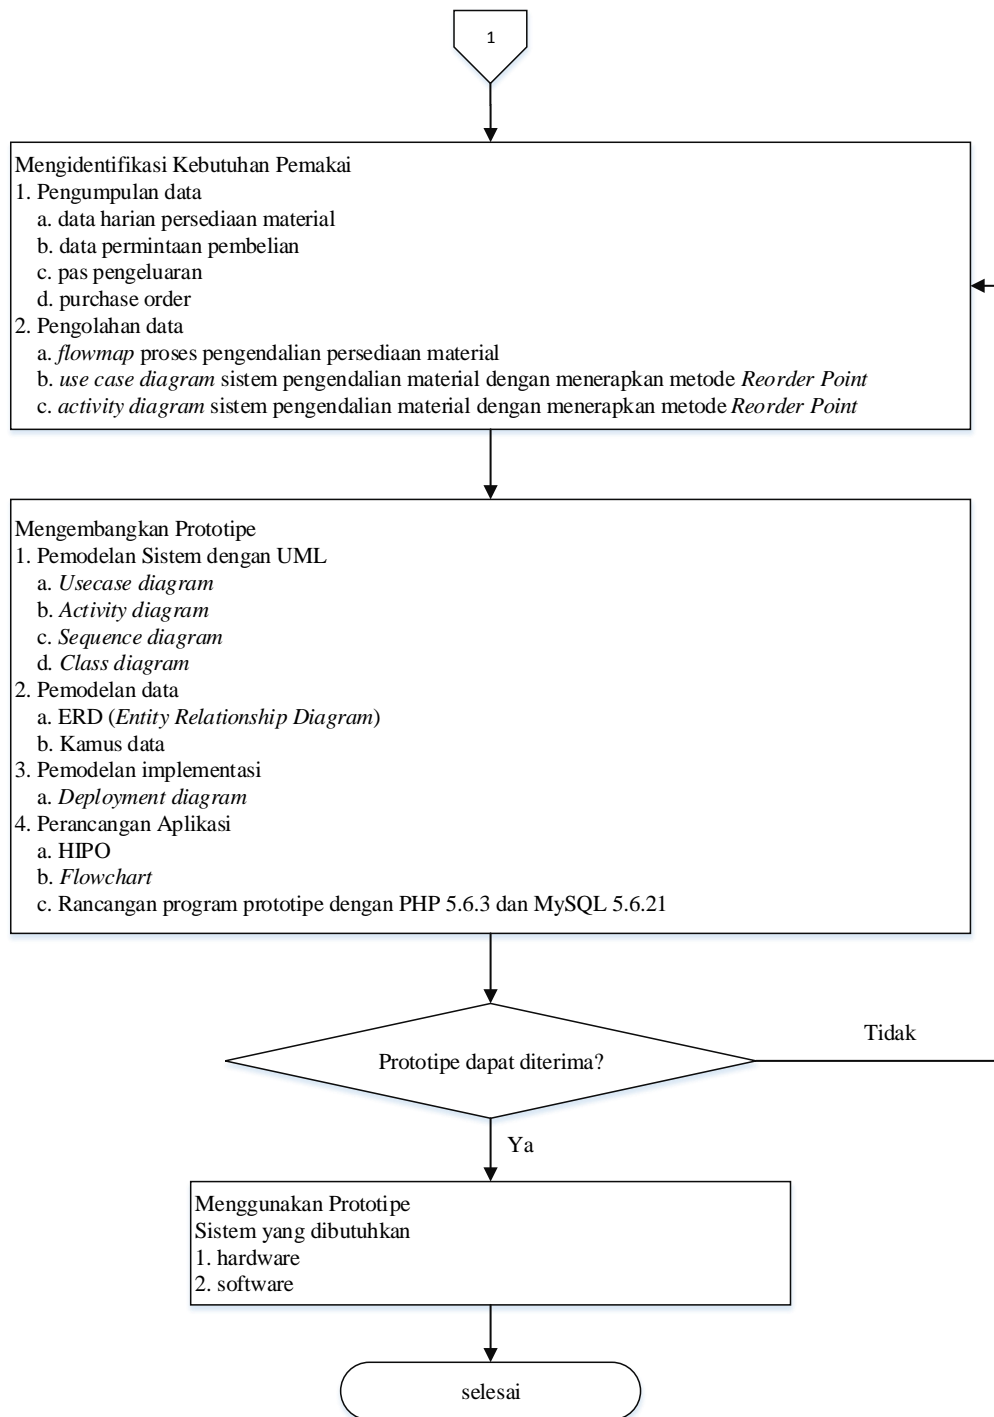 1
Mengidentifikasi Kebutuhan Pemakai
1. Pengumpulan data
a. data harian persediaan material
b. data permintaan pembelian
c. pas pengeluaran
d. purchase order
2. Pengolahan data
a. flowmap proses pengendalian persediaan material
b. use case diagram sistem pengendalian material dengan menerapkan metode Reorder Point
c. activity diagram sistem pengendalian material dengan menerapkan metode Reorder Point
Mengembangkan Prototipe
1. Pemodelan Sistem dengan UML
a. Usecase diagram
b. Activity diagram
c. Sequence diagram
d. Class diagram
2. Pemodelan data
a. ERD (Entity Relationship Diagram)
b. Kamus data
3. Pemodelan implementasi
a. Deployment diagram
4. Perancangan Aplikasi
a. HIPO
b. Flowchart
c. Rancangan program prototipe dengan PHP 5.6.3 dan MySQL 5.6.21
Prototipe dapat diterima?
Tidak
Ya
Menggunakan Prototipe
Sistem yang dibutuhkan
1. hardware
2. software
selesai